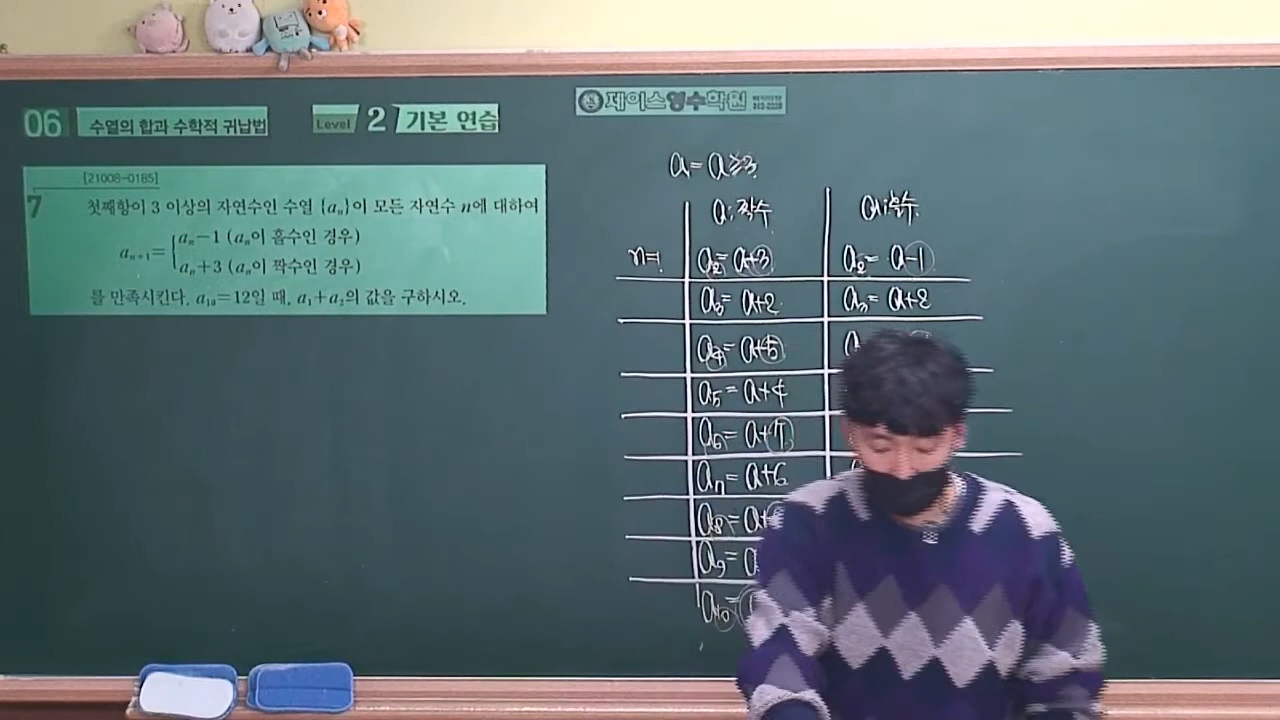 06 수열의 합과 수학적 귀납법 Level 2 기본 연습
제이스영수학원
[21008-0185]
7 첫째항이 3 이상의 자연수인 수열 {aₙ}이 모든 자연수 n에 대하여
aₙ₊₁= { aₙ−1 (aₙ이 홀수인 경우)
aₙ+3 (aₙ이 짝수인 경우)
를 만족시킨다. a₁₀=12일 때, a₁+a₂의 값을 구하시오.
a = a≥3.
a: 짝수 a: 홀수.
n=1. a₂= a+3 a₂= a-1
a₃= a+2 a₃= a+2
a₄= a+5
a₅= a+4
a₆= a+7
a₇= a+6
a₈= a+
a₉=
a₁₀=